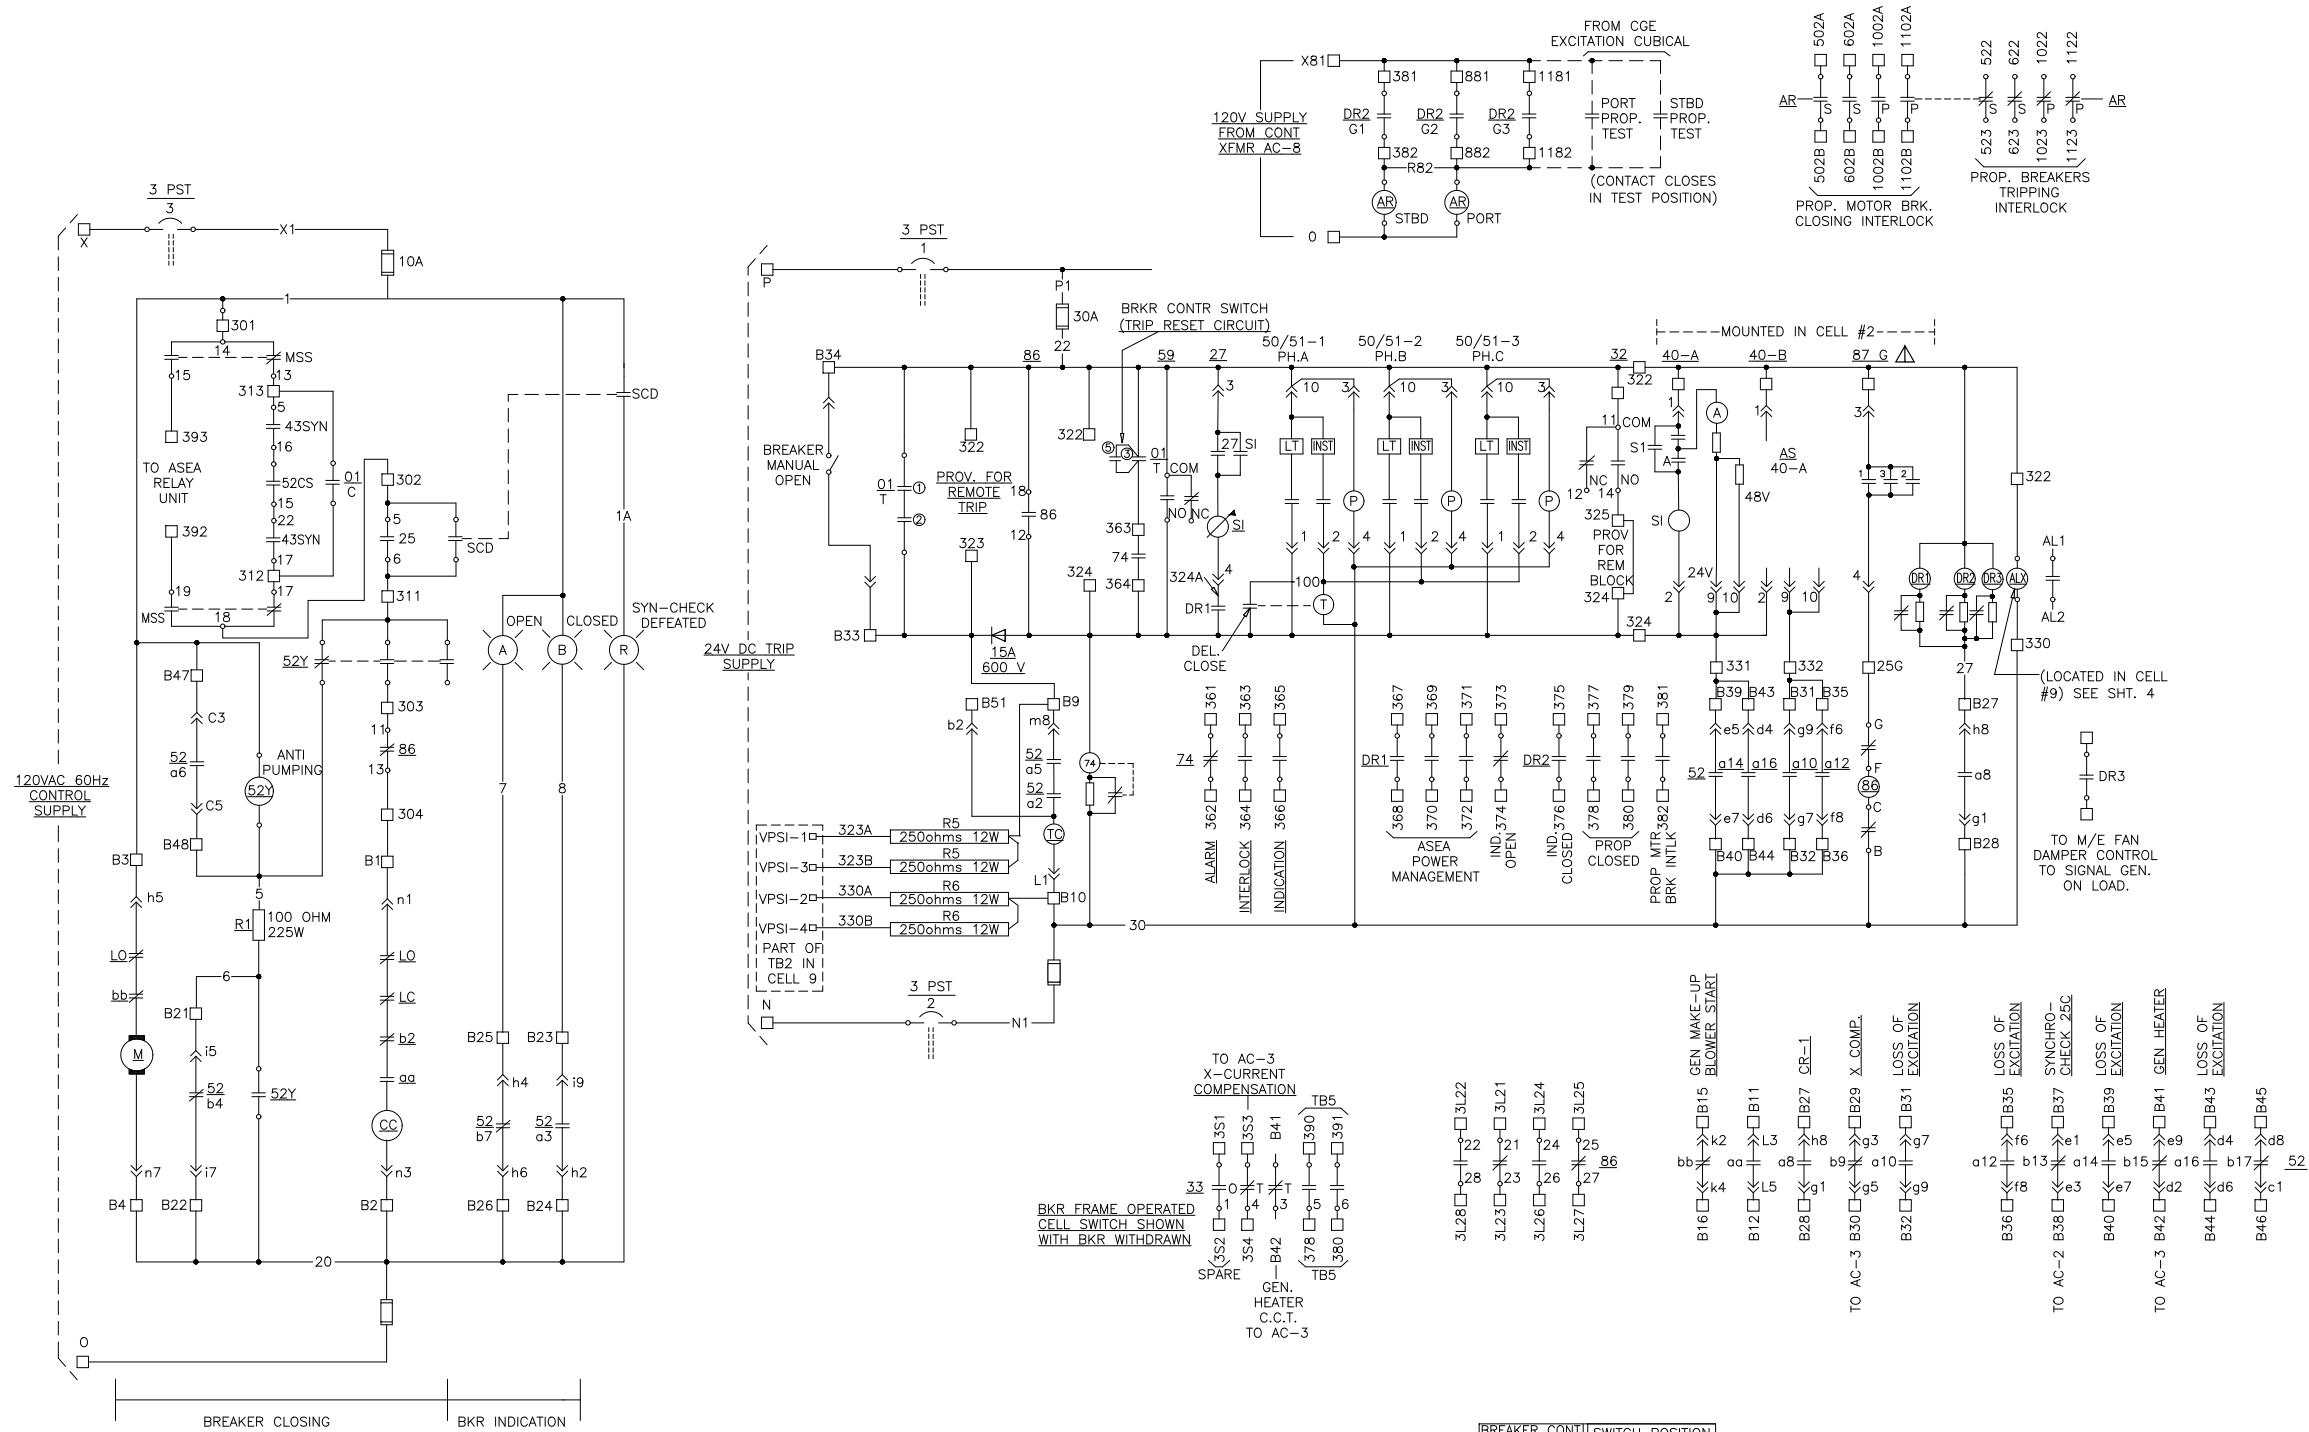 FROM CGE
EXCITATION CUBICAL
X81
381
881
1181
120V SUPPLY
FROM CONT
XFMR AC-8
DR2
G1
DR2
G2
DR2
G3
PORT
PROP.
TEST
STBD
PROP.
TEST
382
882
1182
R82
(CONTACT CLOSES
IN TEST POSITION)
AR
STBD
AR
PORT
0
502A
602A
1002A
1102A
522
622
1022
1122
AR
S
S
P
P
S
S
P
P
AR
502B
602B
1002B
1102B
523
623
1023
1123
PROP. MOTOR BRK.
CLOSING INTERLOCK
PROP. BREAKERS
TRIPPING
INTERLOCK
3 PST
3
X
X1
10A
1
301
14
MSS
15
13
313
5
43SYN
393
16
TO ASEA
RELAY
UNIT
52CS
01
C
15
22
392
43SYN
17
312
19
17
MSS
18
302
5
25
6
SCD
SCD
311
1A
OPEN
CLOSED
SYN-CHECK
DEFEATED
A
B
R
52Y
B47
303
C3
11
86
52
a6
ANTI
PUMPING
13
52Y
7
8
C5
304
B48
120VAC 60Hz
CONTROL
SUPPLY
B3
B1
5
h5
n1
R1
100 OHM
225W
LO
LO
6
bb
LC
B21
b2
B25
B23
M
i5
aa
h4
i9
52
b4
52Y
CC
52
b7
52
a3
n7
i7
n3
h6
h2
B4
B22
B2
B26
B24
20
O
BREAKER CLOSING
BKR INDICATION
3 PST
1
P
P1
30A
22
BRKR CONTR SWITCH
(TRIP RESET CIRCUIT)
MOUNTED IN CELL #2
B34
86
59
27
50/51-1
PH.A
50/51-2
PH.B
50/51-3
PH.C
32
322
40-A
40-B
87 G
3
10
3
10
3
10
3
BREAKER
MANUAL
OPEN
01
T
1
2
322
PROV. FOR
REMOTE
TRIP
323
18
86
12
322
5
3
01
T
COM
NO
NC
27
SI
SI
LT
INST
P
LT
INST
P
LT
INST
P
1
2
4
1
2
4
1
2
4
11
COM
NC
NO
12
14
325
PROV
FOR
REM
BLOCK
324
1
A
S1
A
48V
SI
24V
2
9
10
1
AS
40-A
2
9
10
3
1
3
2
4
363
74
364
324
324A
4
DR1
100
T
DEL.
CLOSE
B33
324
15A
600 V
24V DC TRIP
SUPPLY
322
DR1
DR2
DR3
ALX
AL1
AL2
330
(LOCATED IN CELL
#9) SEE SHT. 4
27
B27
h8
a8
g1
B28
DR3
TO M/E FAN
DAMPER CONTROL
TO SIGNAL GEN.
ON LOAD.
B51
b2
B9
m8
52
a5
52
a2
TC
L1
B10
74
VPSI-1
323A
R5
250ohms 12W
VPSI-3
323B
R5
250ohms 12W
VPSI-2
330A
R6
250ohms 12W
VPSI-4
330B
R6
250ohms 12W
PART OF
TB2 IN
CELL 9
30
3 PST
2
N
N1
361
363
365
74
362
364
366
ALARM
INTERLOCK
INDICATION
367
369
371
373
DR1
368
370
372
374
ASEA
POWER
MANAGEMENT
IND.
OPEN
375
377
379
381
DR2
376
378
380
382
IND.
CLOSED
PROP
CLOSED
PROP MTR
BRK INTLK
331
332
B39
B43
B31
B35
e5
d4
g9
f6
52
a14
a16
a10
a12
e7
d6
g7
f8
B40
B44
B32
B36
25G
G
F
86
C
B
TO AC-3
X-CURRENT
COMPENSATION
3S1
3S3
B41
TB5
390
391
33
O
T
T
1
4
3
5
6
3S2
3S4
B42
378
380
TB5
SPARE
GEN.
HEATER
C.C.T.
TO AC-3
BKR FRAME OPERATED
CELL SWITCH SHOWN
WITH BKR WITHDRAWN
3L22
3L21
3L24
3L25
22
21
24
25
86
28
23
26
27
3L28
3L23
3L26
3L27
GEN MAKE-UP
BLOWER START
CR-1
X COMP.
LOSS OF
EXCITATION
LOSS OF
EXCITATION
SYNCHRO-
CHECK 25C
LOSS OF
EXCITATION
GEN HEATER
LOSS OF
EXCITATION
B15
B11
B27
B29
B31
B35
B37
B39
B41
B43
B45
k2
L3
h8
g3
g7
f6
e1
e5
e9
d4
d8
bb
aa
a8
b9
a10
a12
b13
a14
b15
a16
b17
52
k4
L5
g1
g5
g9
f8
e3
e7
d2
d6
c1
B16
B12
B28
TO AC-3 B30
B32
B36
TO AC-2 B38
B40
TO AC-3 B42
B44
B46
BREAKER CONT
SWITCH POSITION